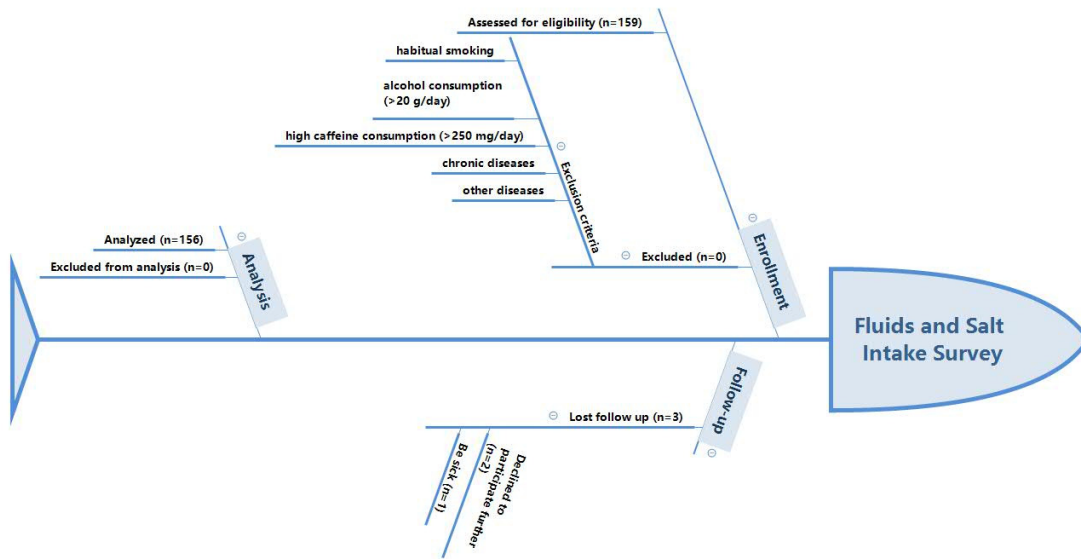 Assessed for eligibility (n=159)
habitual smoking
alcohol consumption
(>20 g/day)
high caffeine consumption (>250 mg/day)
chronic diseases
other diseases
Exclusion criteria
Excluded (n=0)
Enrollment
Analyzed (n=156)
Excluded from analysis (n=0)
Analysis
Fluids and Salt
Intake Survey
Follow-up
Lost follow up (n=3)
Declined to
participate further
(n=2)
Be sick (n=1)